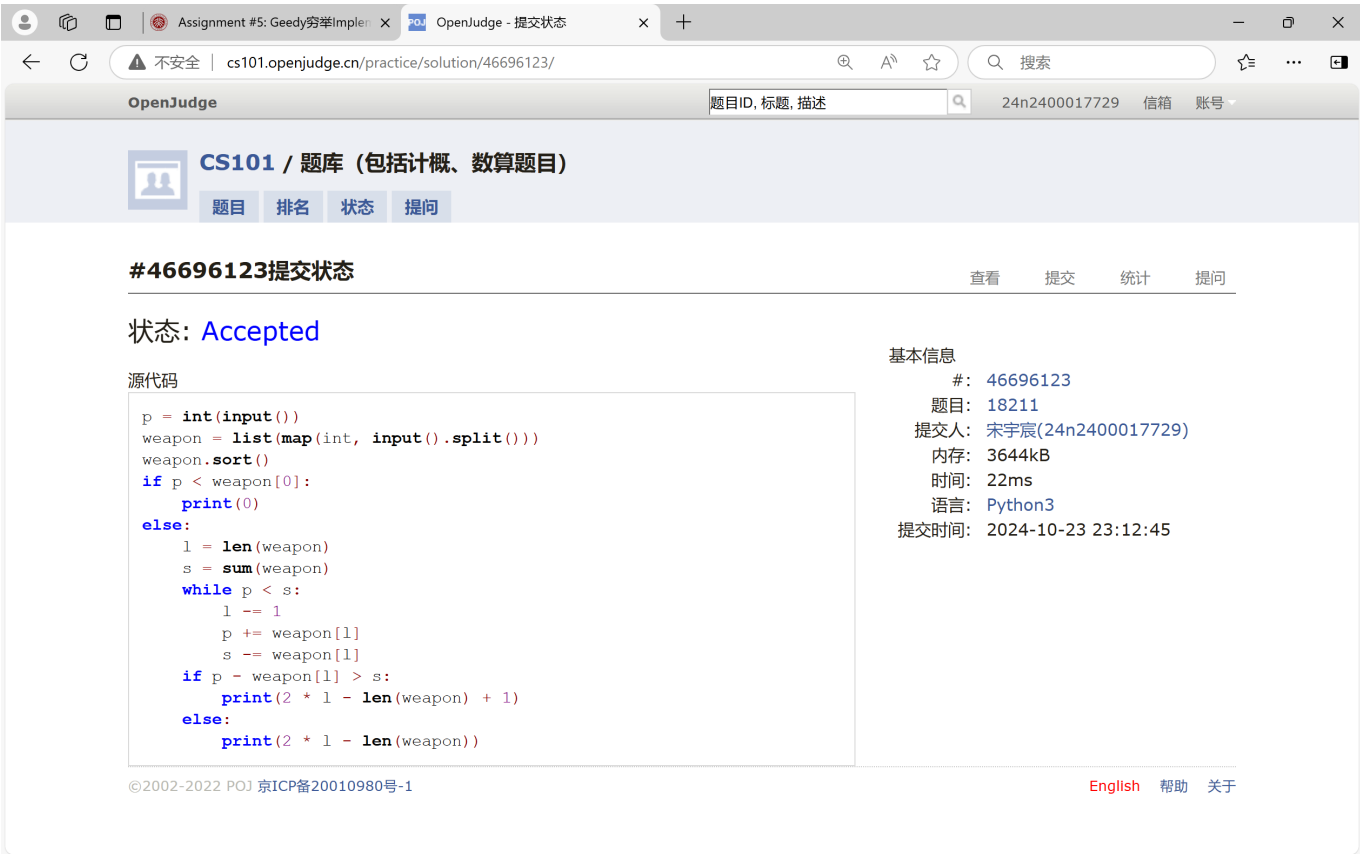 Assignment #5: Geedy穷举Implen
OpenJudge - 提交状态
不安全 cs101.openjudge.cn/practice/solution/46696123/
搜索
OpenJudge
题目ID, 标题, 描述
24n2400017729 信箱 账号
CS101 / 题库（包括计概、数算题目）
题目 排名 状态 提问
#46696123提交状态
查看 提交 统计 提问
状态: Accepted
源代码
p = int(input())
weapon = list(map(int, input().split()))
weapon.sort()
if p < weapon[0]:
    print(0)
else:
    l = len(weapon)
    s = sum(weapon)
    while p < s:
        l -= 1
        p += weapon[l]
        s -= weapon[l]
    if p - weapon[l] > s:
        print(2 * l - len(weapon) + 1)
    else:
        print(2 * l - len(weapon))
基本信息
#: 46696123
题目: 18211
提交人: 宋宇宸(24n2400017729)
内存: 3644kB
时间: 22ms
语言: Python3
提交时间: 2024-10-23 23:12:45
©2002-2022 POJ 京ICP备20010980号-1
English 帮助 关于